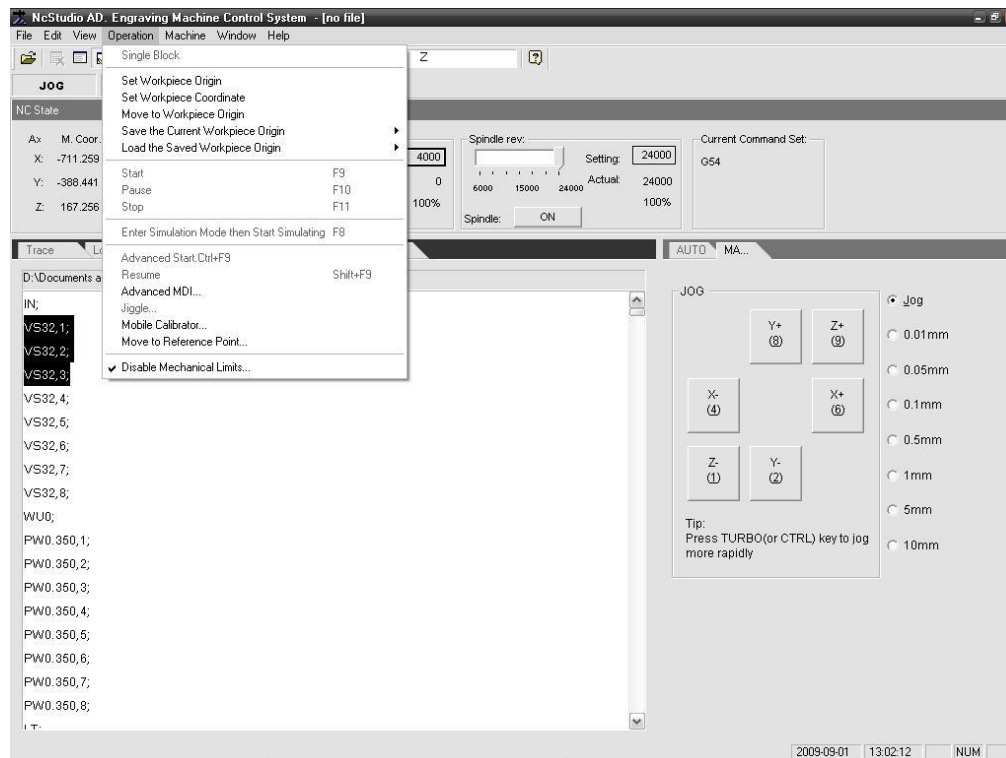 NcStudio AD. Engraving Machine Control System - [no file]
File Edit View Operation Machine Window Help
Z
JOG
Single Block
Set Workpiece Origin
Set Workpiece Coordinate
Move to Workpiece Origin
Save the Current Workpiece Origin
Load the Saved Workpiece Origin
Start F9
Pause F10
Stop F11
Enter Simulation Mode then Start Simulating F8
Advanced Start.Ctrl+F9
Resume Shift+F9
Advanced MDI...
Jiggle...
Mobile Calibrator...
Move to Reference Point...
Disable Mechanical Limits...
NC State
Ax M. Coor.
X: -711.259
Y: -388.441
Z: 167.256
4000
0
100%
Spindle rev:
Setting: 24000
6000 15000 24000
Actual: 24000
100%
Spindle: ON
Current Command Set:
G54
Trace
D:\Documents a
IN;
VS32,1;
VS32,2;
VS32,3;
VS32,4;
VS32,5;
VS32,6;
VS32,7;
VS32,8;
WU0;
PW0.350,1;
PW0.350,2;
PW0.350,3;
PW0.350,4;
PW0.350,5;
PW0.350,6;
PW0.350,7;
PW0.350,8;
AUTO MA...
JOG
Y+
(8)
Z+
(9)
X-
(4)
X+
(6)
Z-
(1)
Y-
(2)
Tip:
Press TURBO(or CTRL) key to jog
more rapidly
Jog
0.01mm
0.05mm
0.1mm
0.5mm
1mm
5mm
10mm
2009-09-01 13:02:12 NUM